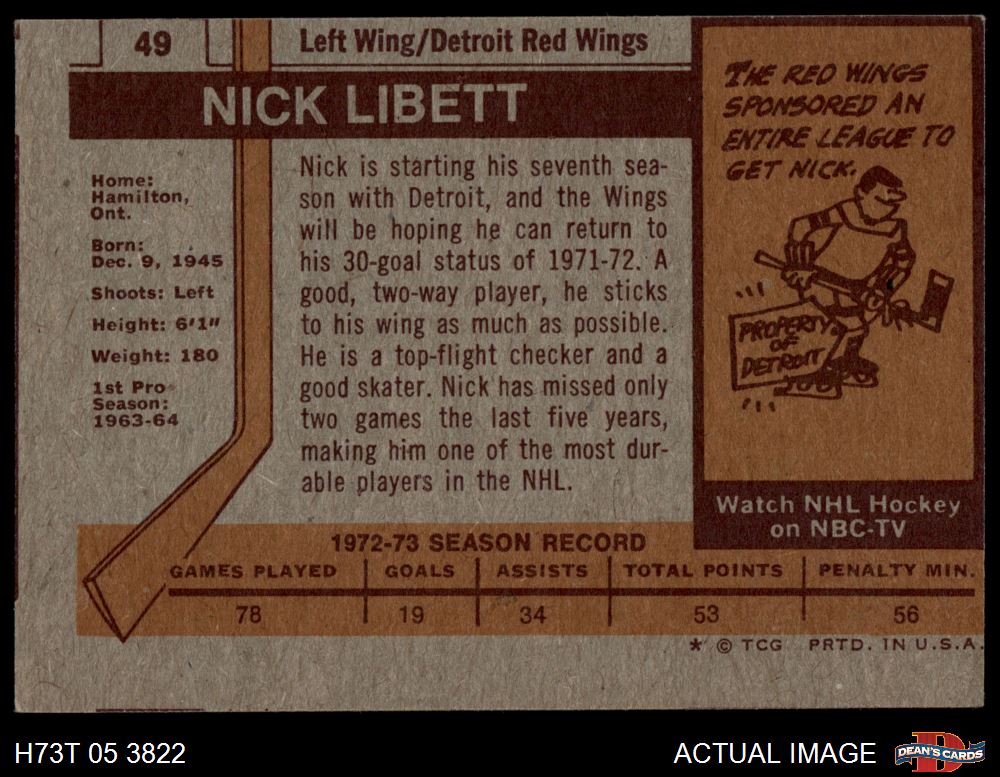 49
Left Wing/Detroit Red Wings
NICK LIBETT
Home:
Hamilton,
Ont.
Born:
Dec. 9, 1945
Shoots: Left
Height: 6'1"
Weight: 180
1st Pro
Season:
1963-64
Nick is starting his seventh sea-
son with Detroit, and the Wings
will be hoping he can return to
his 30-goal status of 1971-72. A
good, two-way player, he sticks
to his wing as much as possible.
He is a top-flight checker and a
good skater. Nick has missed only
two games the last five years,
making him one of the most dur-
able players in the NHL.
THE RED WINGS
SPONSORED AN
ENTIRE LEAGUE TO
GET NICK.
PROPERTY
OF
DETROIT
Watch NHL Hockey
on NBC-TV
1972-73 SEASON RECORD
GAMES PLAYED GOALS ASSISTS TOTAL POINTS PENALTY MIN.
78 19 34 53 56
* © TCG PRTD. IN U.S.A.
H73T 05 3822
ACTUAL IMAGE
DEAN'S CARDS